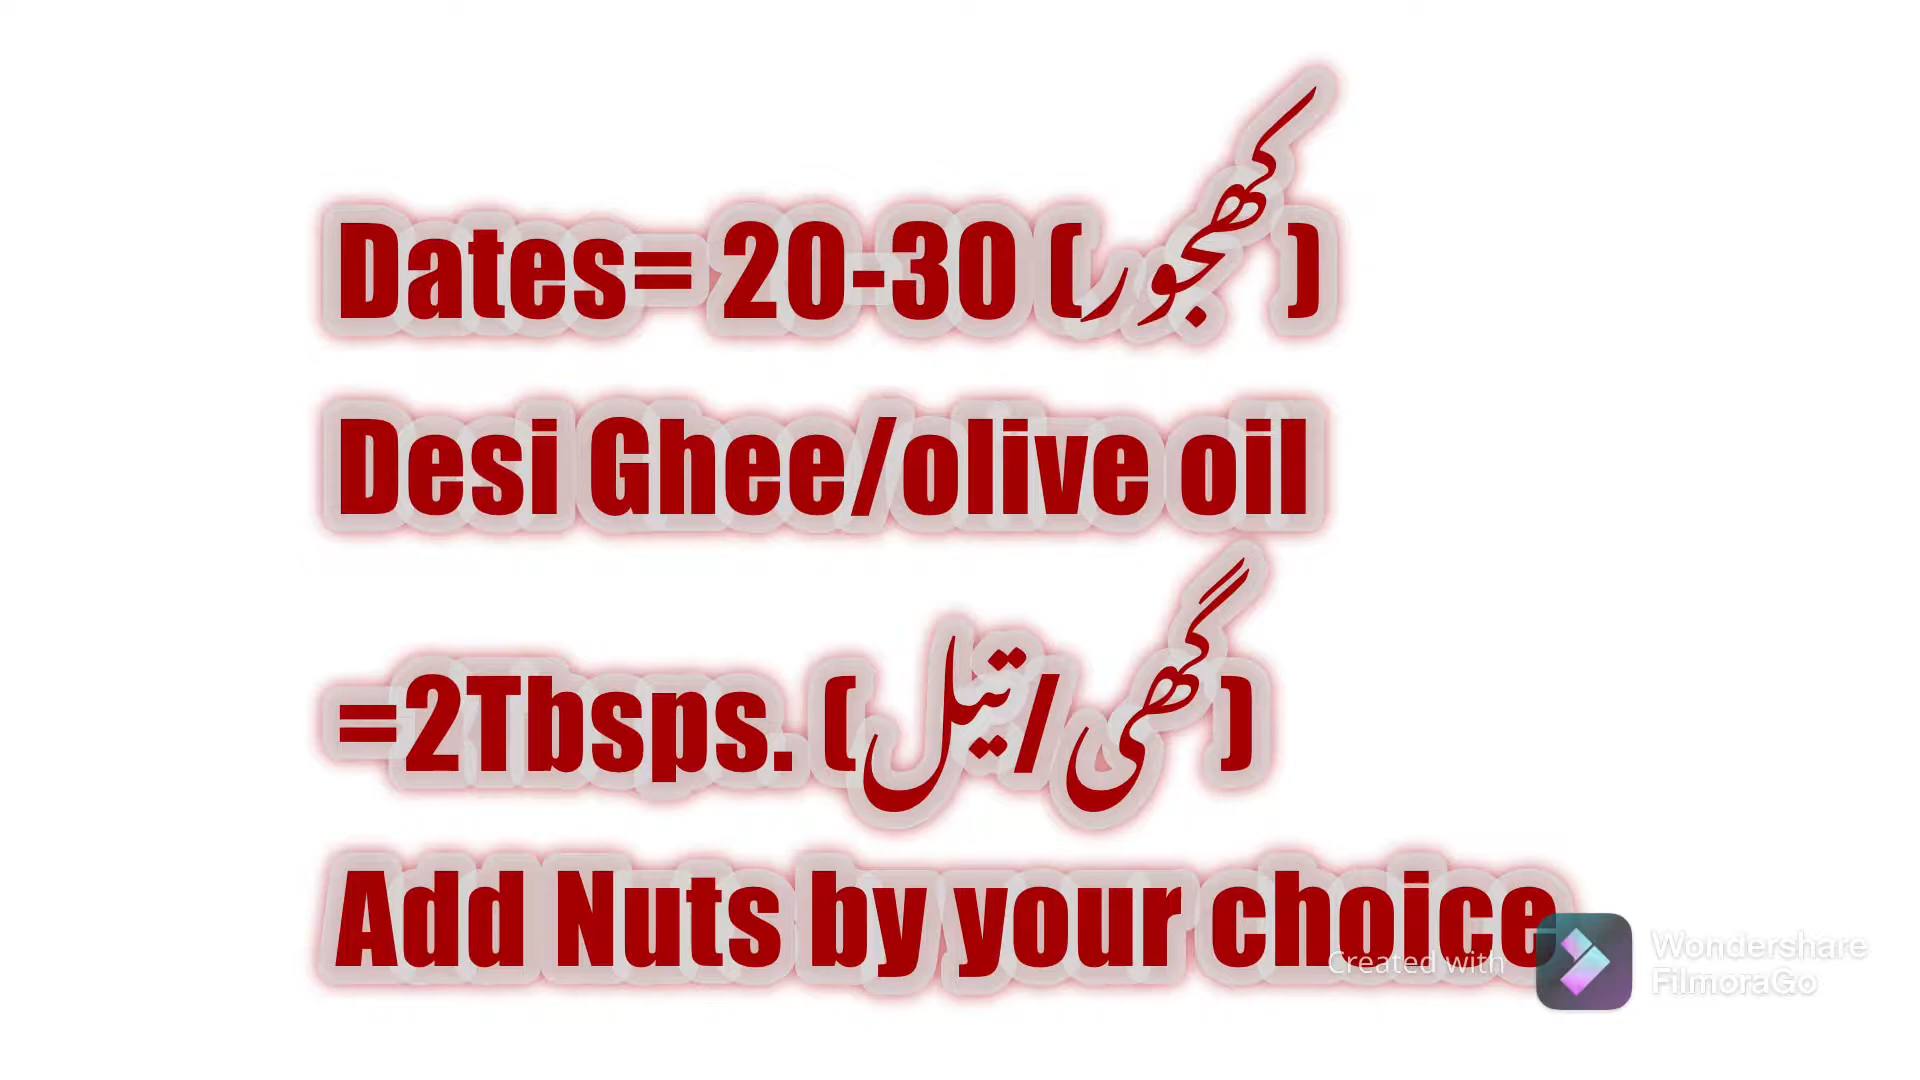 Dates= 20-30 (کھجور)
Desi Ghee/olive oil
=2Tbsps. (گھی/تیل)
Add Nuts by your choice
Created with
Wondershare
FilmoraGo